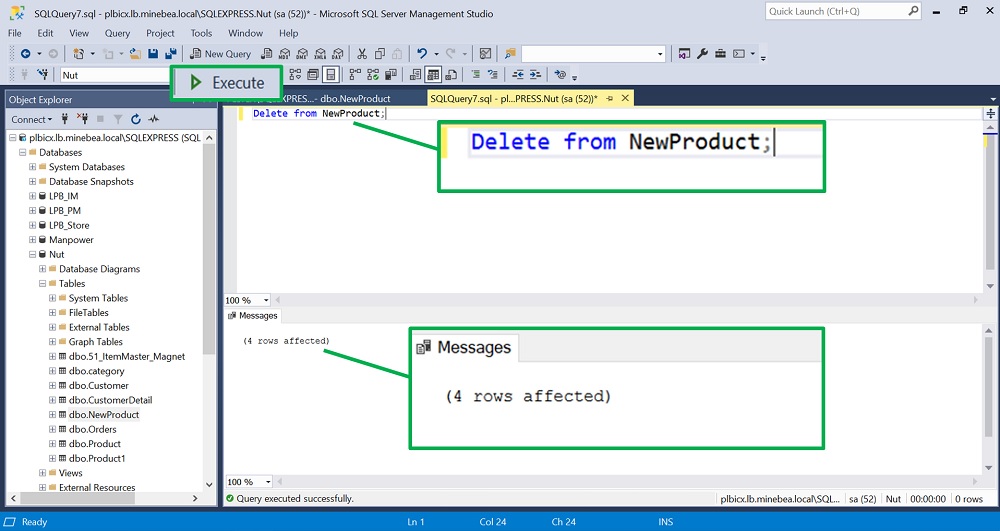 SQLQuery7.sql - plbicx.lb.minebea.local\SQLEXPRESS.Nut (sa (52))* - Microsoft SQL Server Management Studio
Quick Launch (Ctrl+Q)
File Edit View Query Project Tools Window Help
New Query
MDX DMX XMLA DAX
Nut
Execute
Object Explorer
- dbo.NewProduct
SQLQuery7.sql - pl...PRESS.Nut (sa (52))*
Connect
Delete from NewProduct;
Delete from NewProduct;
plbicx.lb.minebea.local\SQLEXPRESS (SQL
Databases
System Databases
Database Snapshots
LPB_IM
LPB_PM
LPB_Store
Manpower
Nut
Database Diagrams
Tables
System Tables
FileTables
External Tables
Graph Tables
dbo.51_ItemMaster_Magnet
dbo.category
dbo.Customer
dbo.CustomerDetail
dbo.NewProduct
dbo.Orders
dbo.Product
dbo.Product1
Views
External Resources
100 %
Messages
(4 rows affected)
Messages
(4 rows affected)
100 %
Query executed successfully.
plbicx.lb.minebea.local\SQL... sa (52) Nut 00:00:00 0 rows
Ready Ln 1 Col 24 Ch 24 INS